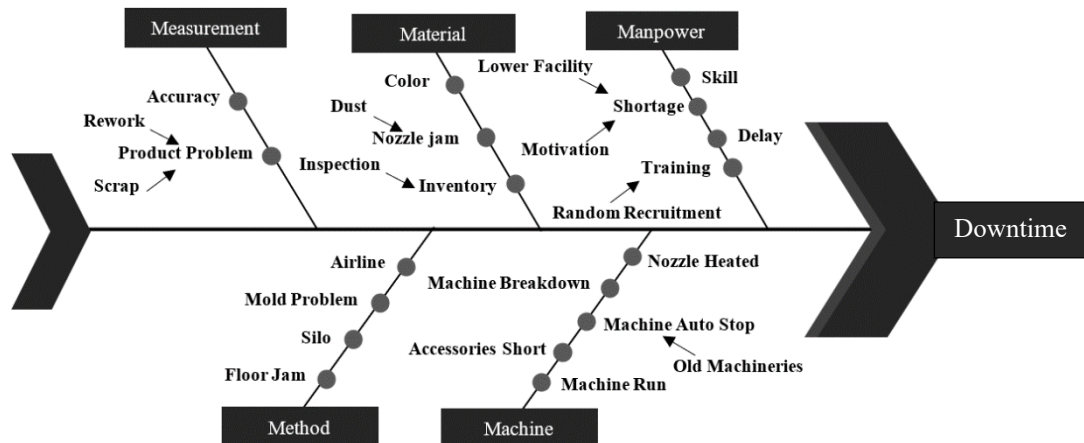 Measurement
Material
Manpower
Accuracy
Rework
Product Problem
Scrap
Color
Dust
Nozzle jam
Inspection
Inventory
Lower Facility
Skill
Shortage
Motivation
Delay
Training
Random Recruitment
Downtime
Airline
Mold Problem
Silo
Floor Jam
Nozzle Heated
Machine Breakdown
Machine Auto Stop
Accessories Short
Old Machineries
Machine Run
Method
Machine